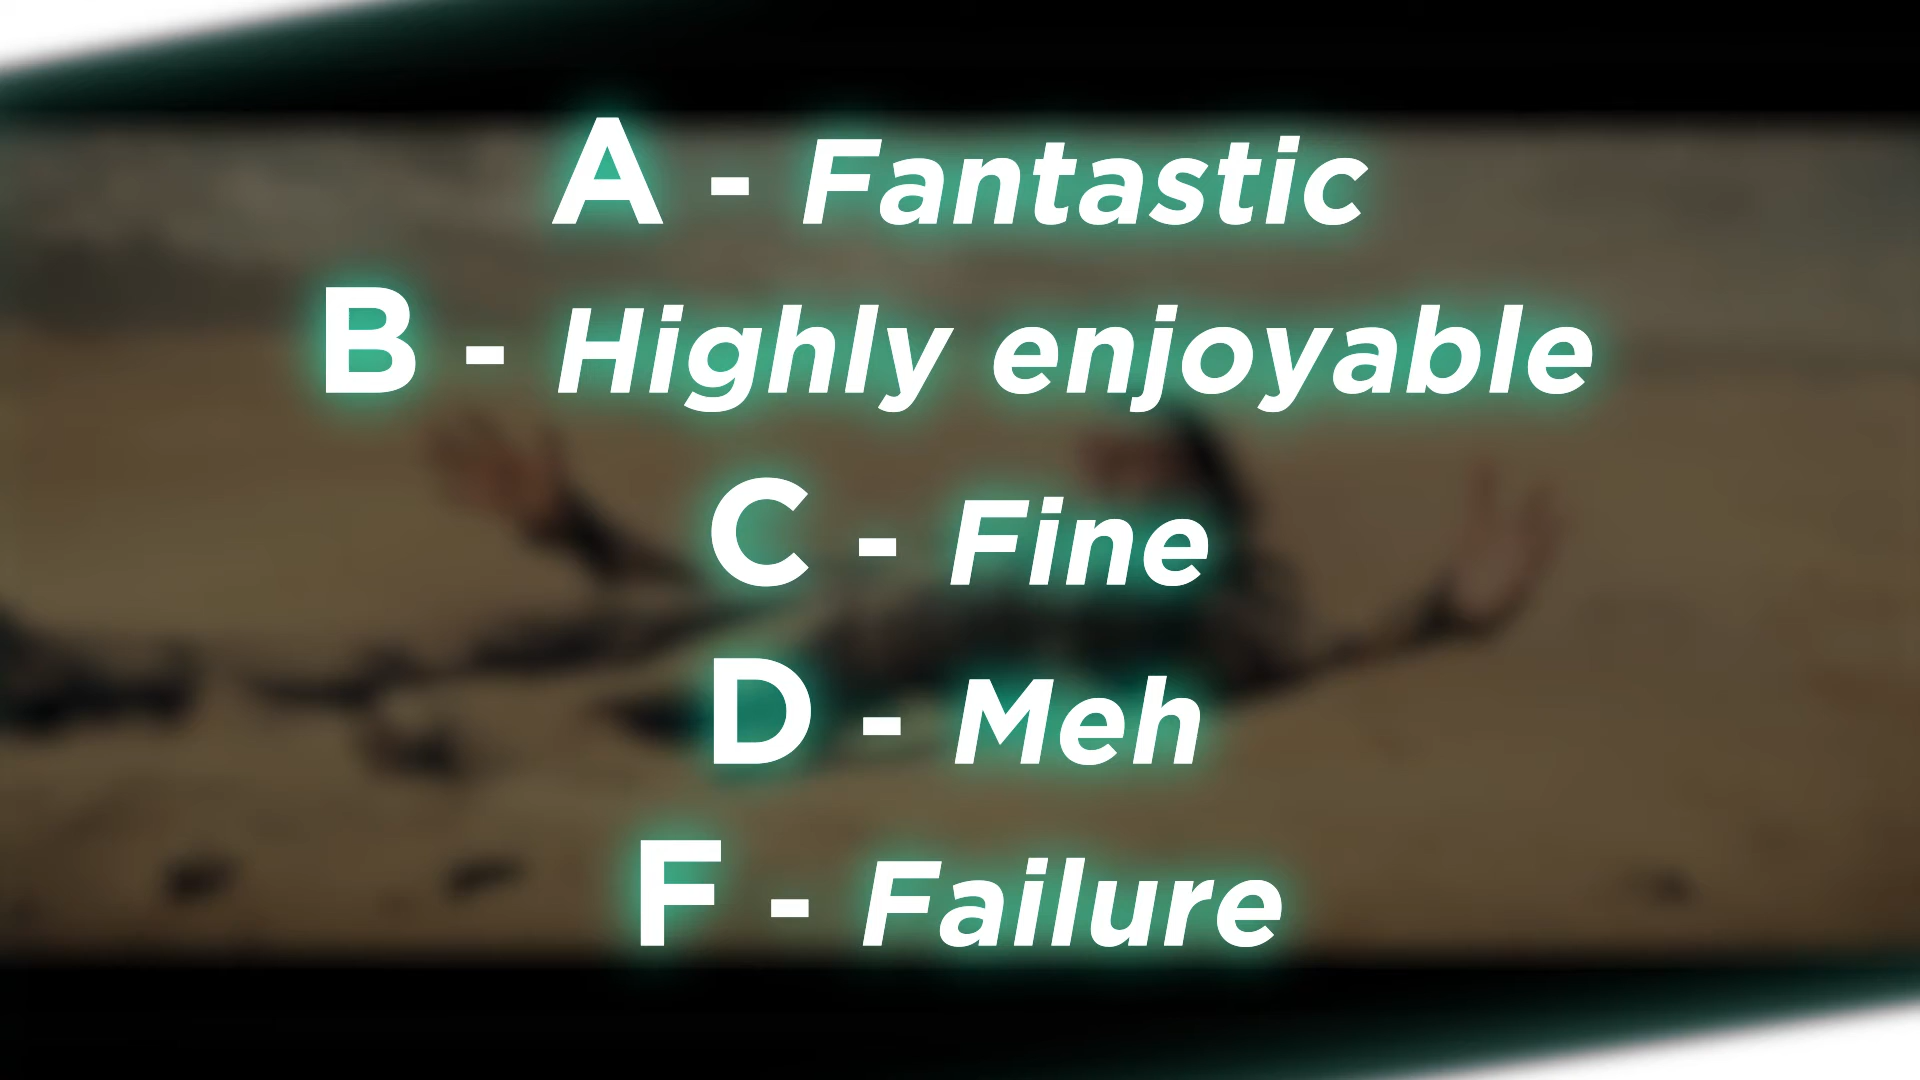 A - Fantastic
B - Highly enjoyable
C - Fine
D - Meh
F - Failure